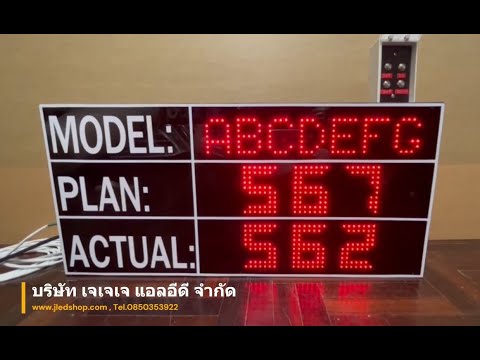 MODEL: ABCDEFG
PLAN: 567
ACTUAL: 562
บริษัท เจเจเจ แอลอีดี จำกัด
www.jledshop.com , Tel.0850353922